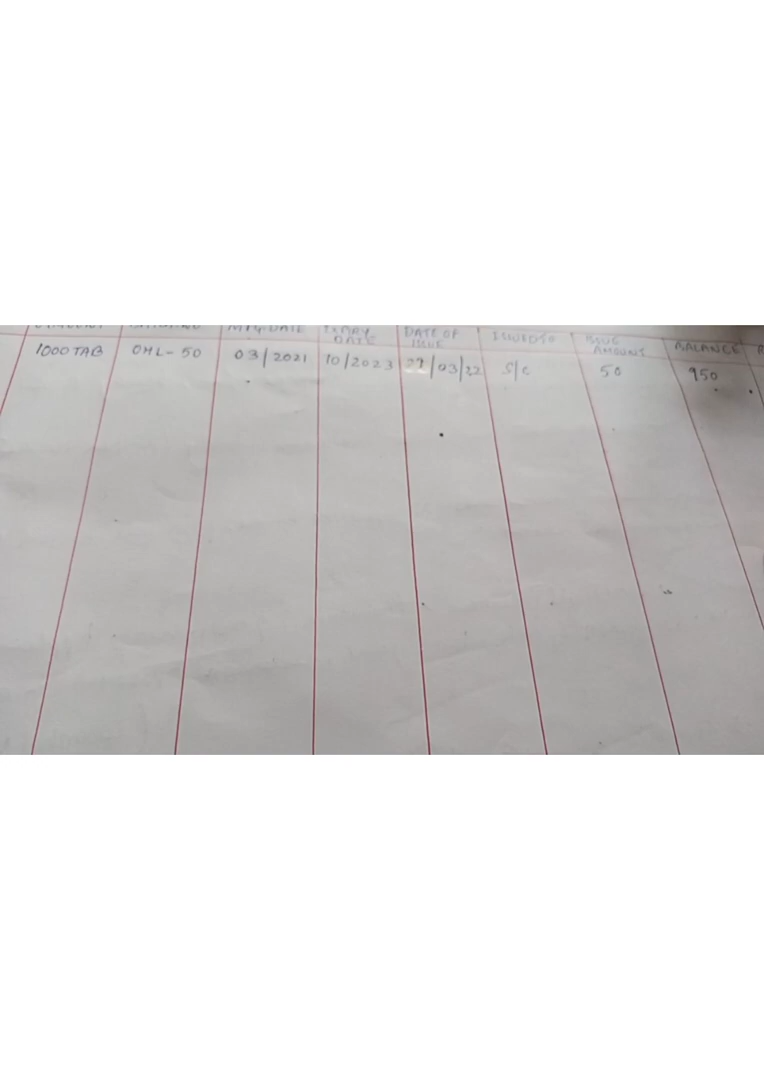 MFG.DATE EXPIRY DATE DATE OF ISSUE ISSUED TO ISSUE AMOUNT BALANCE
1000 TAB OHL-50 03/2021 10/2023 /03/22 S/C 50 950